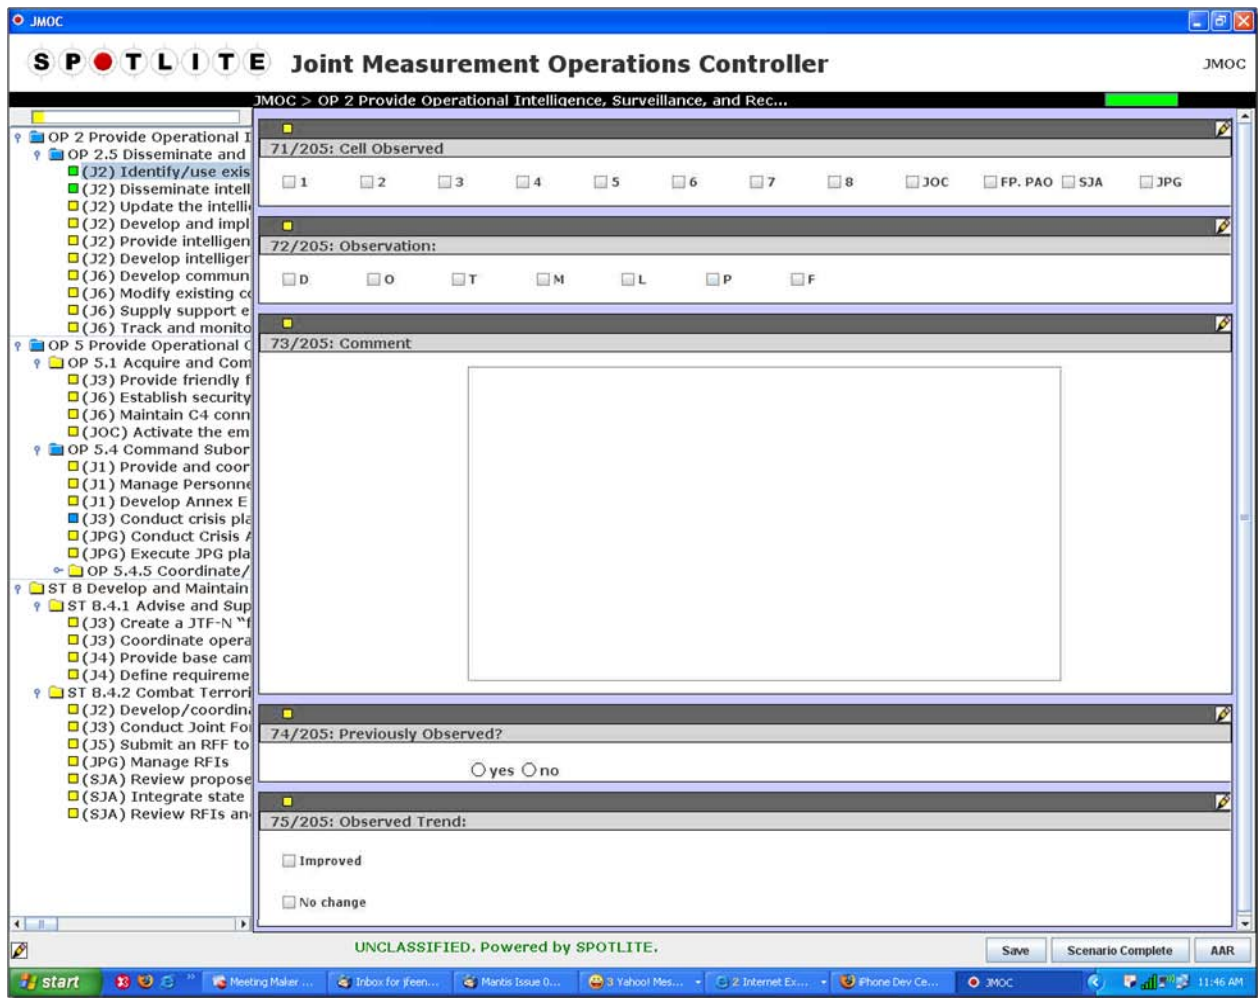 JMOC
SPOTLITE Joint Measurement Operations Controller JMOC
JMOC > OP 2 Provide Operational Intelligence, Surveillance, and Rec...
OP 2 Provide Operational I
OP 2.5 Disseminate and
(J2) Identify/use exis
(J2) Disseminate intell
(J2) Update the intelli
(J2) Develop and impl
(J2) Provide intelligen
(J2) Develop intelliger
(J6) Develop commun
(J6) Modify existing co
(J6) Supply support e
(J6) Track and monito
OP 5 Provide Operational C
OP 5.1 Acquire and Com
(J3) Provide friendly f
(J6) Establish security
(J6) Maintain C4 conn
(JOC) Activate the em
OP 5.4 Command Subor
(J1) Provide and coor
(J1) Manage Personne
(J1) Develop Annex E
(J3) Conduct crisis pla
(JPG) Conduct Crisis A
(JPG) Execute JPG pla
OP 5.4.5 Coordinate/
ST 8 Develop and Maintain
ST 8.4.1 Advise and Sup
(J3) Create a JTF-N "f
(J3) Coordinate opera
(J4) Provide base cam
(J4) Define requireme
ST 8.4.2 Combat Terrori
(J2) Develop/coordina
(J3) Conduct Joint For
(J5) Submit an RFF to
(JPG) Manage RFIs
(SJA) Review propose
(SJA) Integrate state
(SJA) Review RFIs an
71/205: Cell Observed
1 2 3 4 5 6 7 8 JOC FP. PAO SJA JPG
72/205: Observation:
D O T M L P F
73/205: Comment
74/205: Previously Observed?
yes no
75/205: Observed Trend:
Improved
No change
UNCLASSIFIED. Powered by SPOTLITE.
Save Scenario Complete AAR
start Meeting Maker ... Inbox for jfeen... Mantis Issue 0... 3 Yahoo! Mes... 2 Internet Ex... iPhone Dev Ce... JMOC 11:46 AM